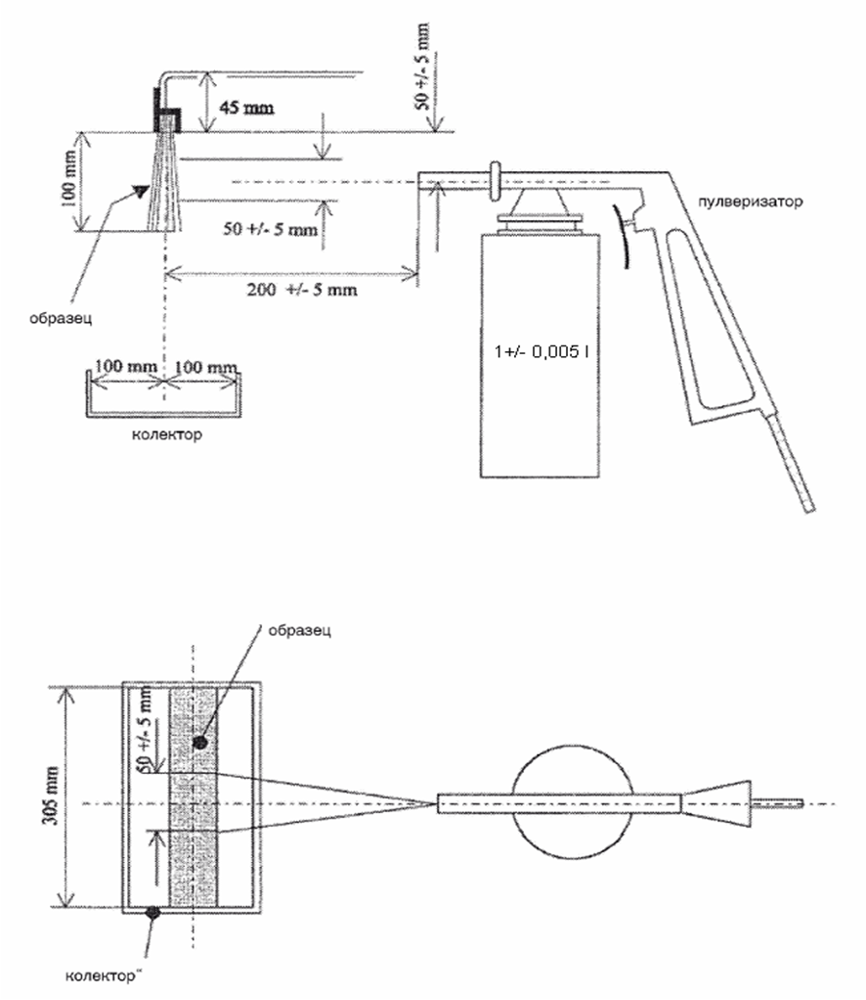 50 +/- 5 mm
45 mm
100 mm
50 +/- 5 mm
пулверизатор
200 +/- 5 mm
образец
1+/- 0,005 l
100 mm 100 mm
колектор
образец
50 +/- 5 mm
305 mm
колектор“